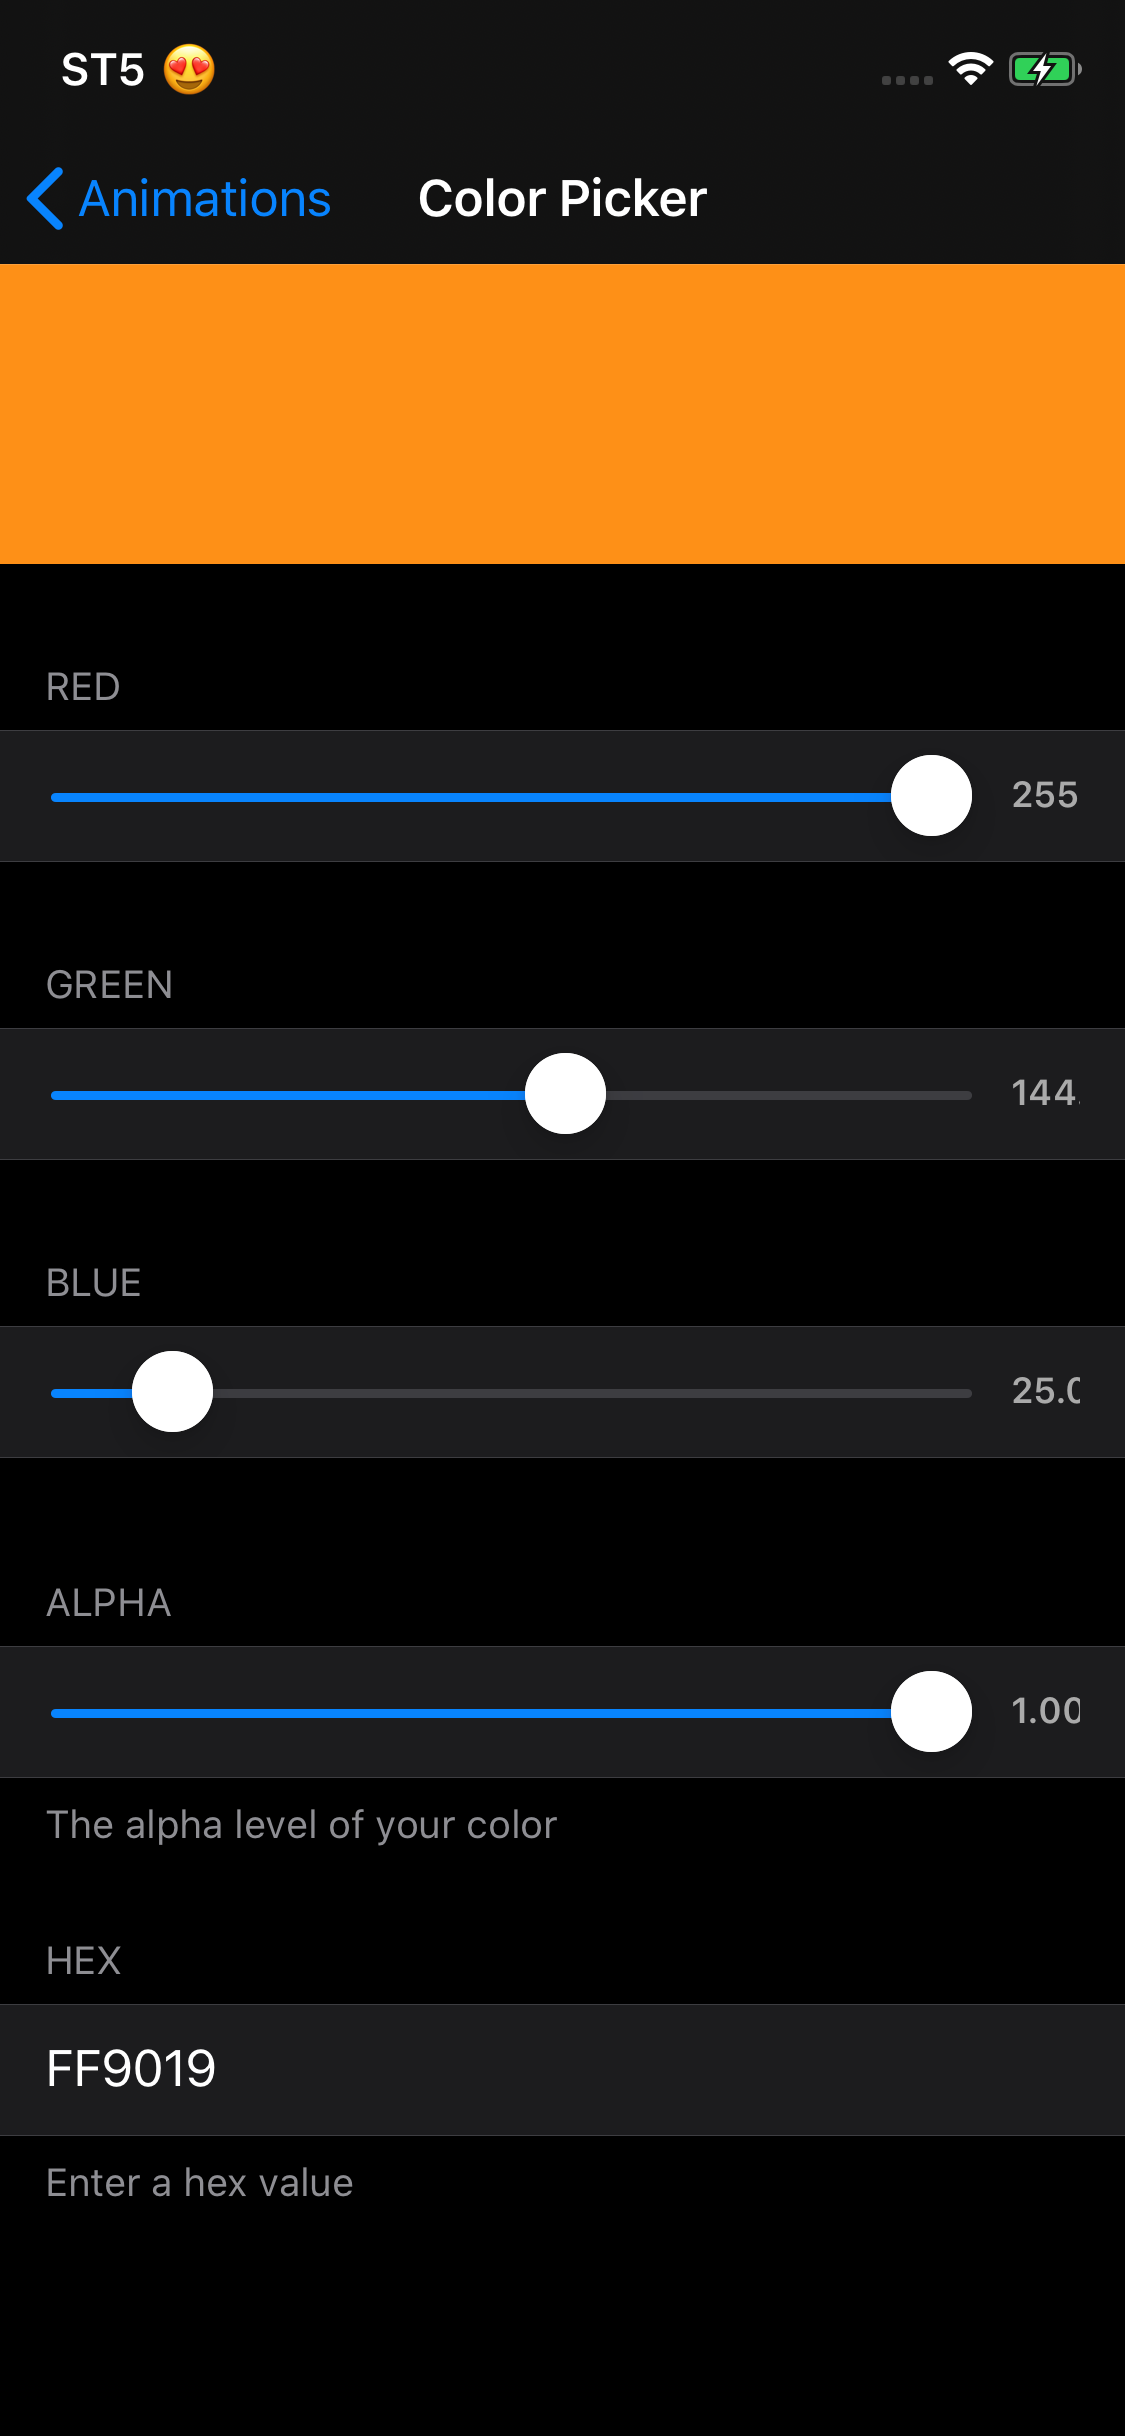 ST5 😍
Animations
Color Picker
RED
255
GREEN
144.
BLUE
25.0
ALPHA
1.00
The alpha level of your color
HEX
FF9019
Enter a hex value